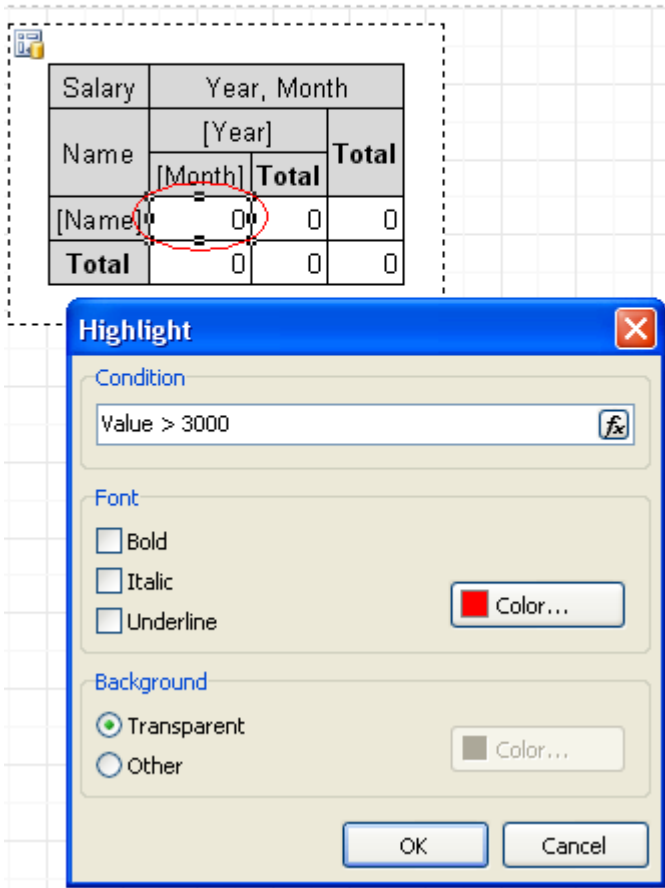 Salary Year, Month
Name [Year] Total
[Month] Total
[Name] 0 0 0
Total 0 0 0
Highlight
Condition
Value > 3000
fx
Font
Bold
Italic
Underline
Color...
Background
Transparent
Other
Color...
OK Cancel